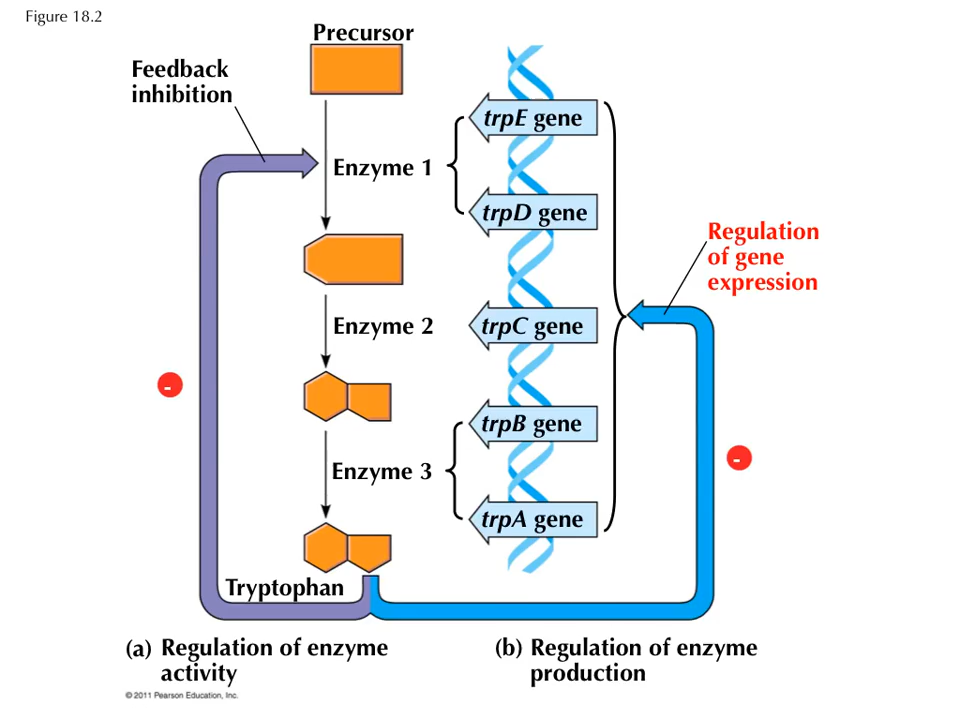 Figure 18.2
Precursor
Feedback
inhibition
trpE gene
Enzyme 1
trpD gene
Regulation
of gene
expression
Enzyme 2
trpC gene
-
trpB gene
-
Enzyme 3
trpA gene
Tryptophan
(a) Regulation of enzyme
activity
(b) Regulation of enzyme
production
© 2011 Pearson Education, Inc.